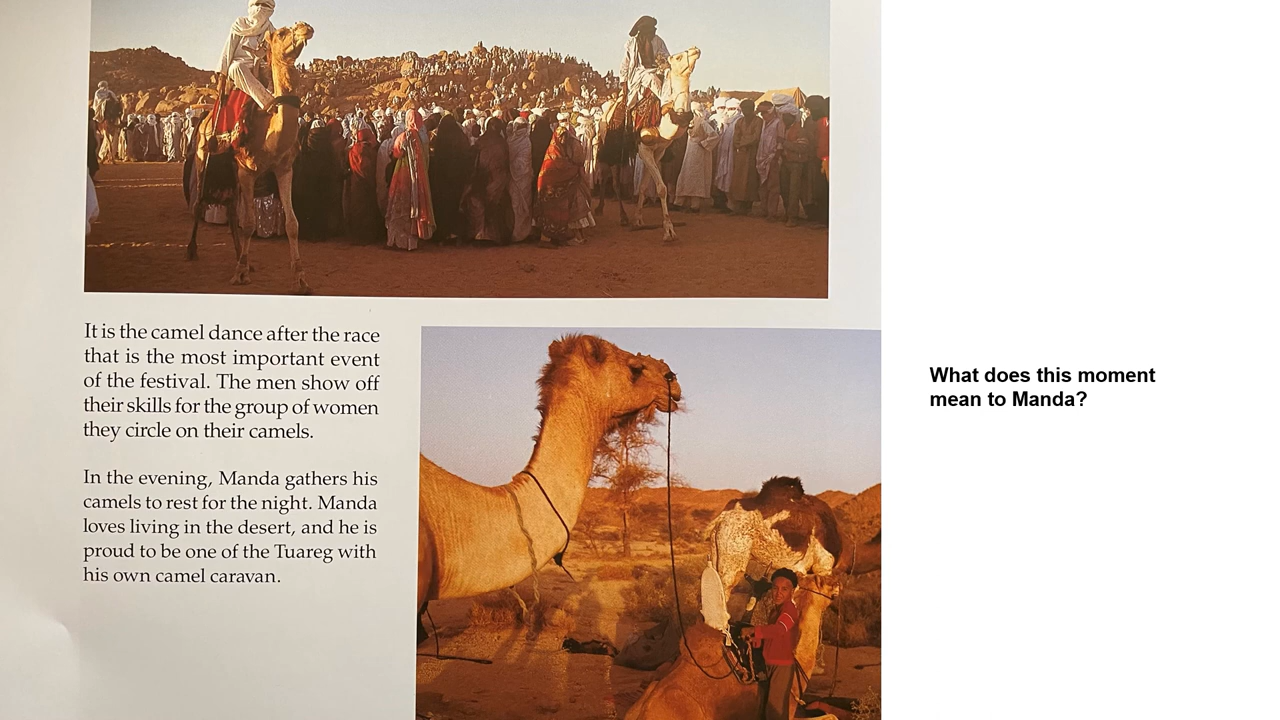 It is the camel dance after the race
that is the most important event
of the festival. The men show off
their skills for the group of women
they circle on their camels.
In the evening, Manda gathers his
camels to rest for the night. Manda
loves living in the desert, and he is
proud to be one of the Tuareg with
his own camel caravan.
What does this moment
mean to Manda?